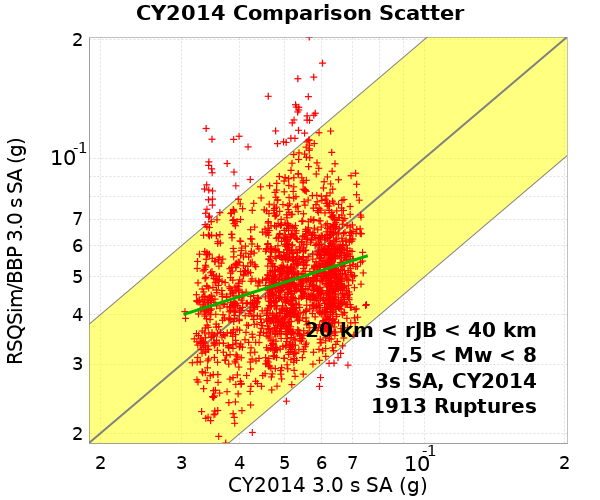 CY2014 Comparison Scatter
2
10-1
7
6
5
4
3
2
RSQSim/BBP 3.0 s SA (g)
20 km < rJB < 40 km
7.5 < Mw < 8
3s SA, CY2014
1913 Ruptures
2 3 4 5 6 7 10-1 2
CY2014 3.0 s SA (g)